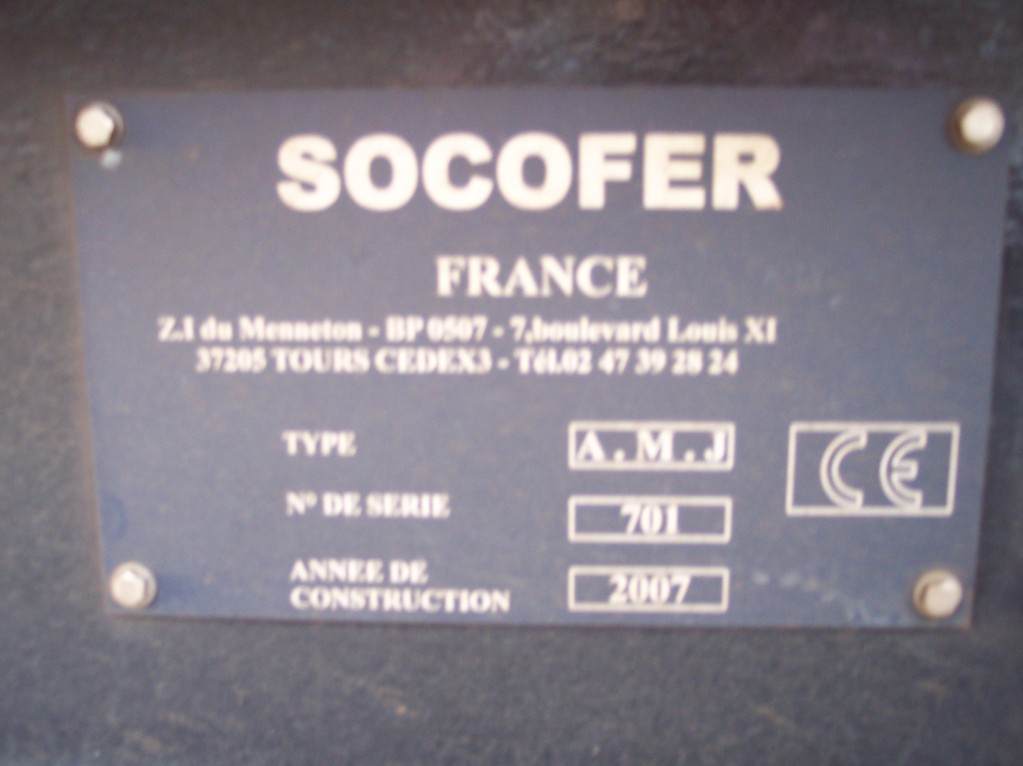 SOCOFER
FRANCE
Z.I du Menneton - BP 0507 - 7,boulevard Louis XI
37205 TOURS CEDEX3 - Tél.02 47 39 28 24
TYPE A . M . J CE
N° DE SERIE 701
ANNEE DE
CONSTRUCTION 2007